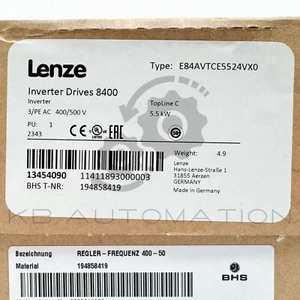 Lenze
Type: E84AVTCE5524VX0
Inverter Drives 8400
Inverter
TopLine C
3/PE AC 400/500 V
5.5 kW
PU: 1
2343
Weight: 4.9
13454090 11411893000003
BHS T-NR: 194858419
Lenze
Hans-Lenze-Straße 1
31855 Aerzen
GERMANY
Made in GERMANY
KB AUTOMATION
Bezeichnung REGLER-FREQUENZ 400-50
Material 194858419
BHS